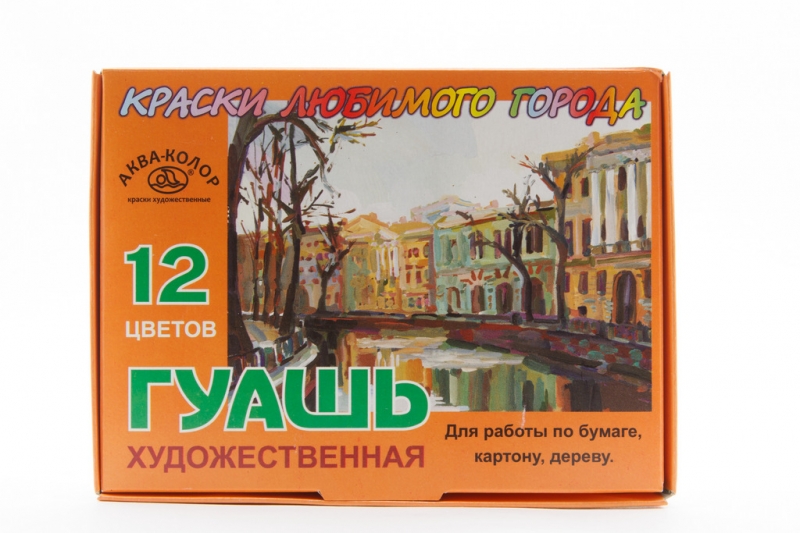 КРАСКИ ЛЮБИМОГО ГОРОДА
АКВА-КОЛОР
®
краски художественные
12
ЦВЕТОВ
ГУАШЬ
ХУДОЖЕСТВЕННАЯ
Для работы по бумаге,
картону, дереву.